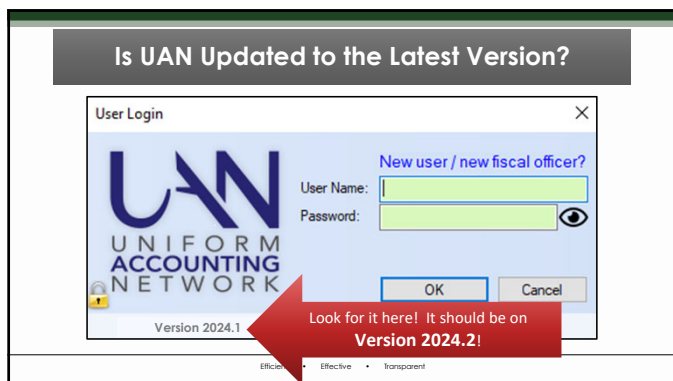 Is UAN Updated to the Latest Version?
User Login
New user / new fiscal officer?
UAN
User Name:
Password:
UNIFORM
ACCOUNTING
NETWORK
OK Cancel
Version 2024.1
Look for it here! It should be on
Version 2024.2!
• Effective • Transparent